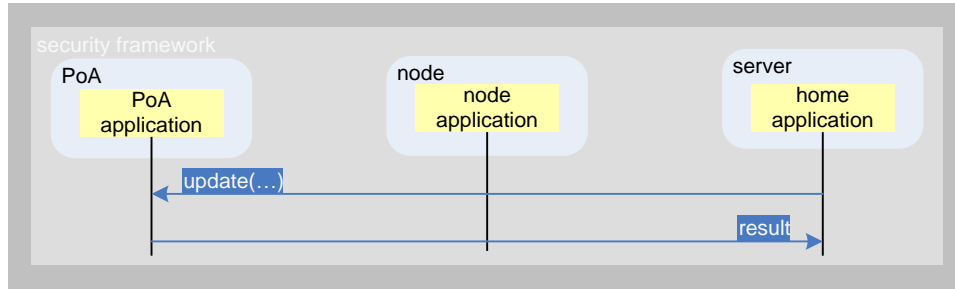 security framework
PoA
PoA
application
node
node
application
server
home
application
update(…)
result